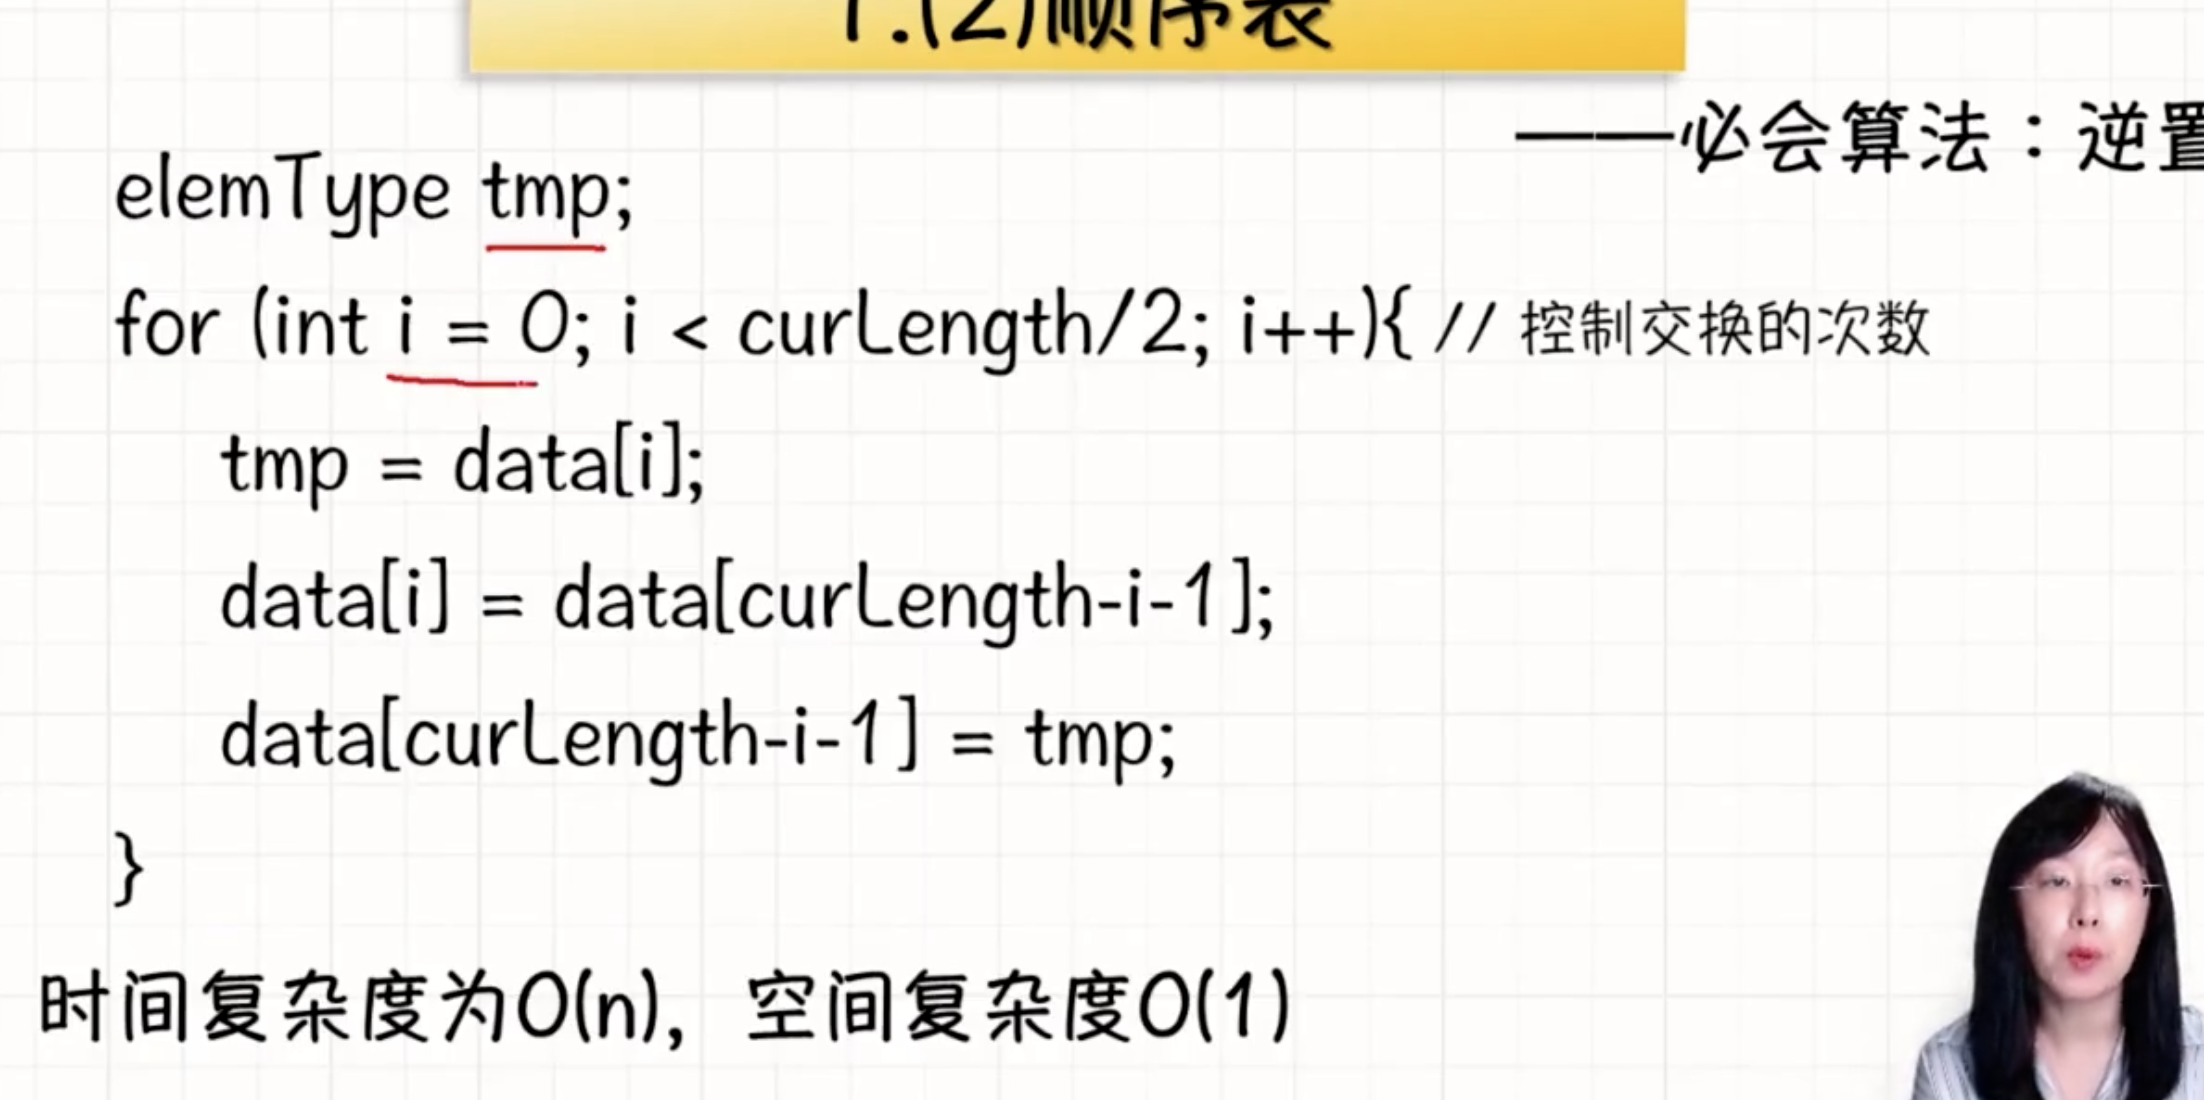 1.(2)顺序表
——必会算法：逆置
elemType tmp;
for (int i = 0; i < curLength/2; i++){ // 控制交换的次数
tmp = data[i];
data[i] = data[curLength-i-1];
data[curLength-i-1] = tmp;
}
时间复杂度为O(n)，空间复杂度O(1)